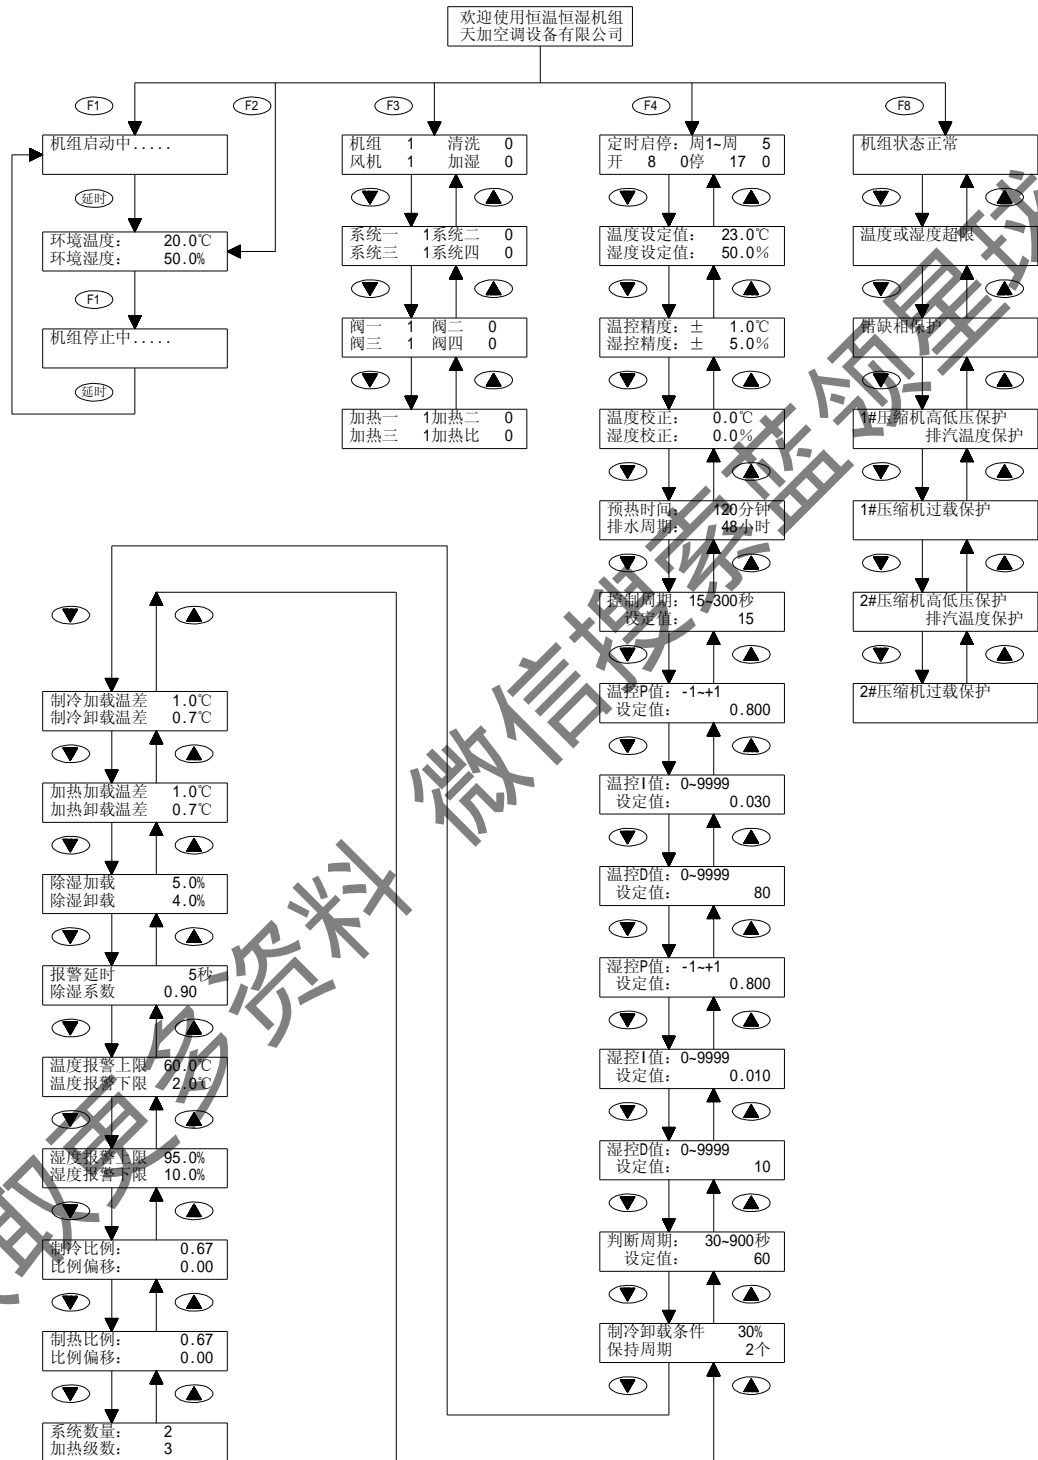 欢迎使用恒温恒湿机组
天加空调设备有限公司
F1
F2
F3
F4
F8
机组启动中.....
延时
环境温度: 20.0℃
环境湿度: 50.0%
F1
机组停止中.....
延时
机组 1 清洗 0
风机 1 加湿 0
系统一 1系统二 0
系统三 1系统四 0
阀一 1 阀二 0
阀三 1 阀四 0
加热一 1加热二 0
加热三 1加热比 0
定时启停: 周1~周 5
开 8 0停 17 0
温度设定值: 23.0℃
湿度设定值: 50.0%
温控精度: ± 1.0℃
湿控精度: ± 5.0%
温度校正: 0.0℃
湿度校正: 0.0%
预热时间: 120分钟
排水周期: 48小时
控制周期: 15~300秒
设定值: 15
温控P值: -1~+1
设定值: 0.800
温控I值: 0~9999
设定值: 0.030
温控D值: 0~9999
设定值: 80
湿控P值: -1~+1
设定值: 0.800
湿控I值: 0~9999
设定值: 0.010
湿控D值: 0~9999
设定值: 10
判断周期: 30~900秒
设定值: 60
制冷卸载条件 30%
保持周期 2个
机组状态正常
温度或湿度超限
错缺相保护
1#压缩机高低压保护
排汽温度保护
1#压缩机过载保护
2#压缩机高低压保护
排汽温度保护
2#压缩机过载保护
制冷加载温差 1.0℃
制冷卸载温差 0.7℃
加热加载温差 1.0℃
加热卸载温差 0.7℃
除湿加载 5.0%
除湿卸载 4.0%
报警延时 5秒
除湿系数 0.90
温度报警上限 60.0℃
温度报警下限 2.0℃
湿度报警上限 95.0%
湿度报警下限 10.0%
制冷比例: 0.67
比例偏移: 0.00
制热比例: 0.67
比例偏移: 0.00
系统数量: 2
加热级数: 3
取更多资料 微信搜索蓝领星球